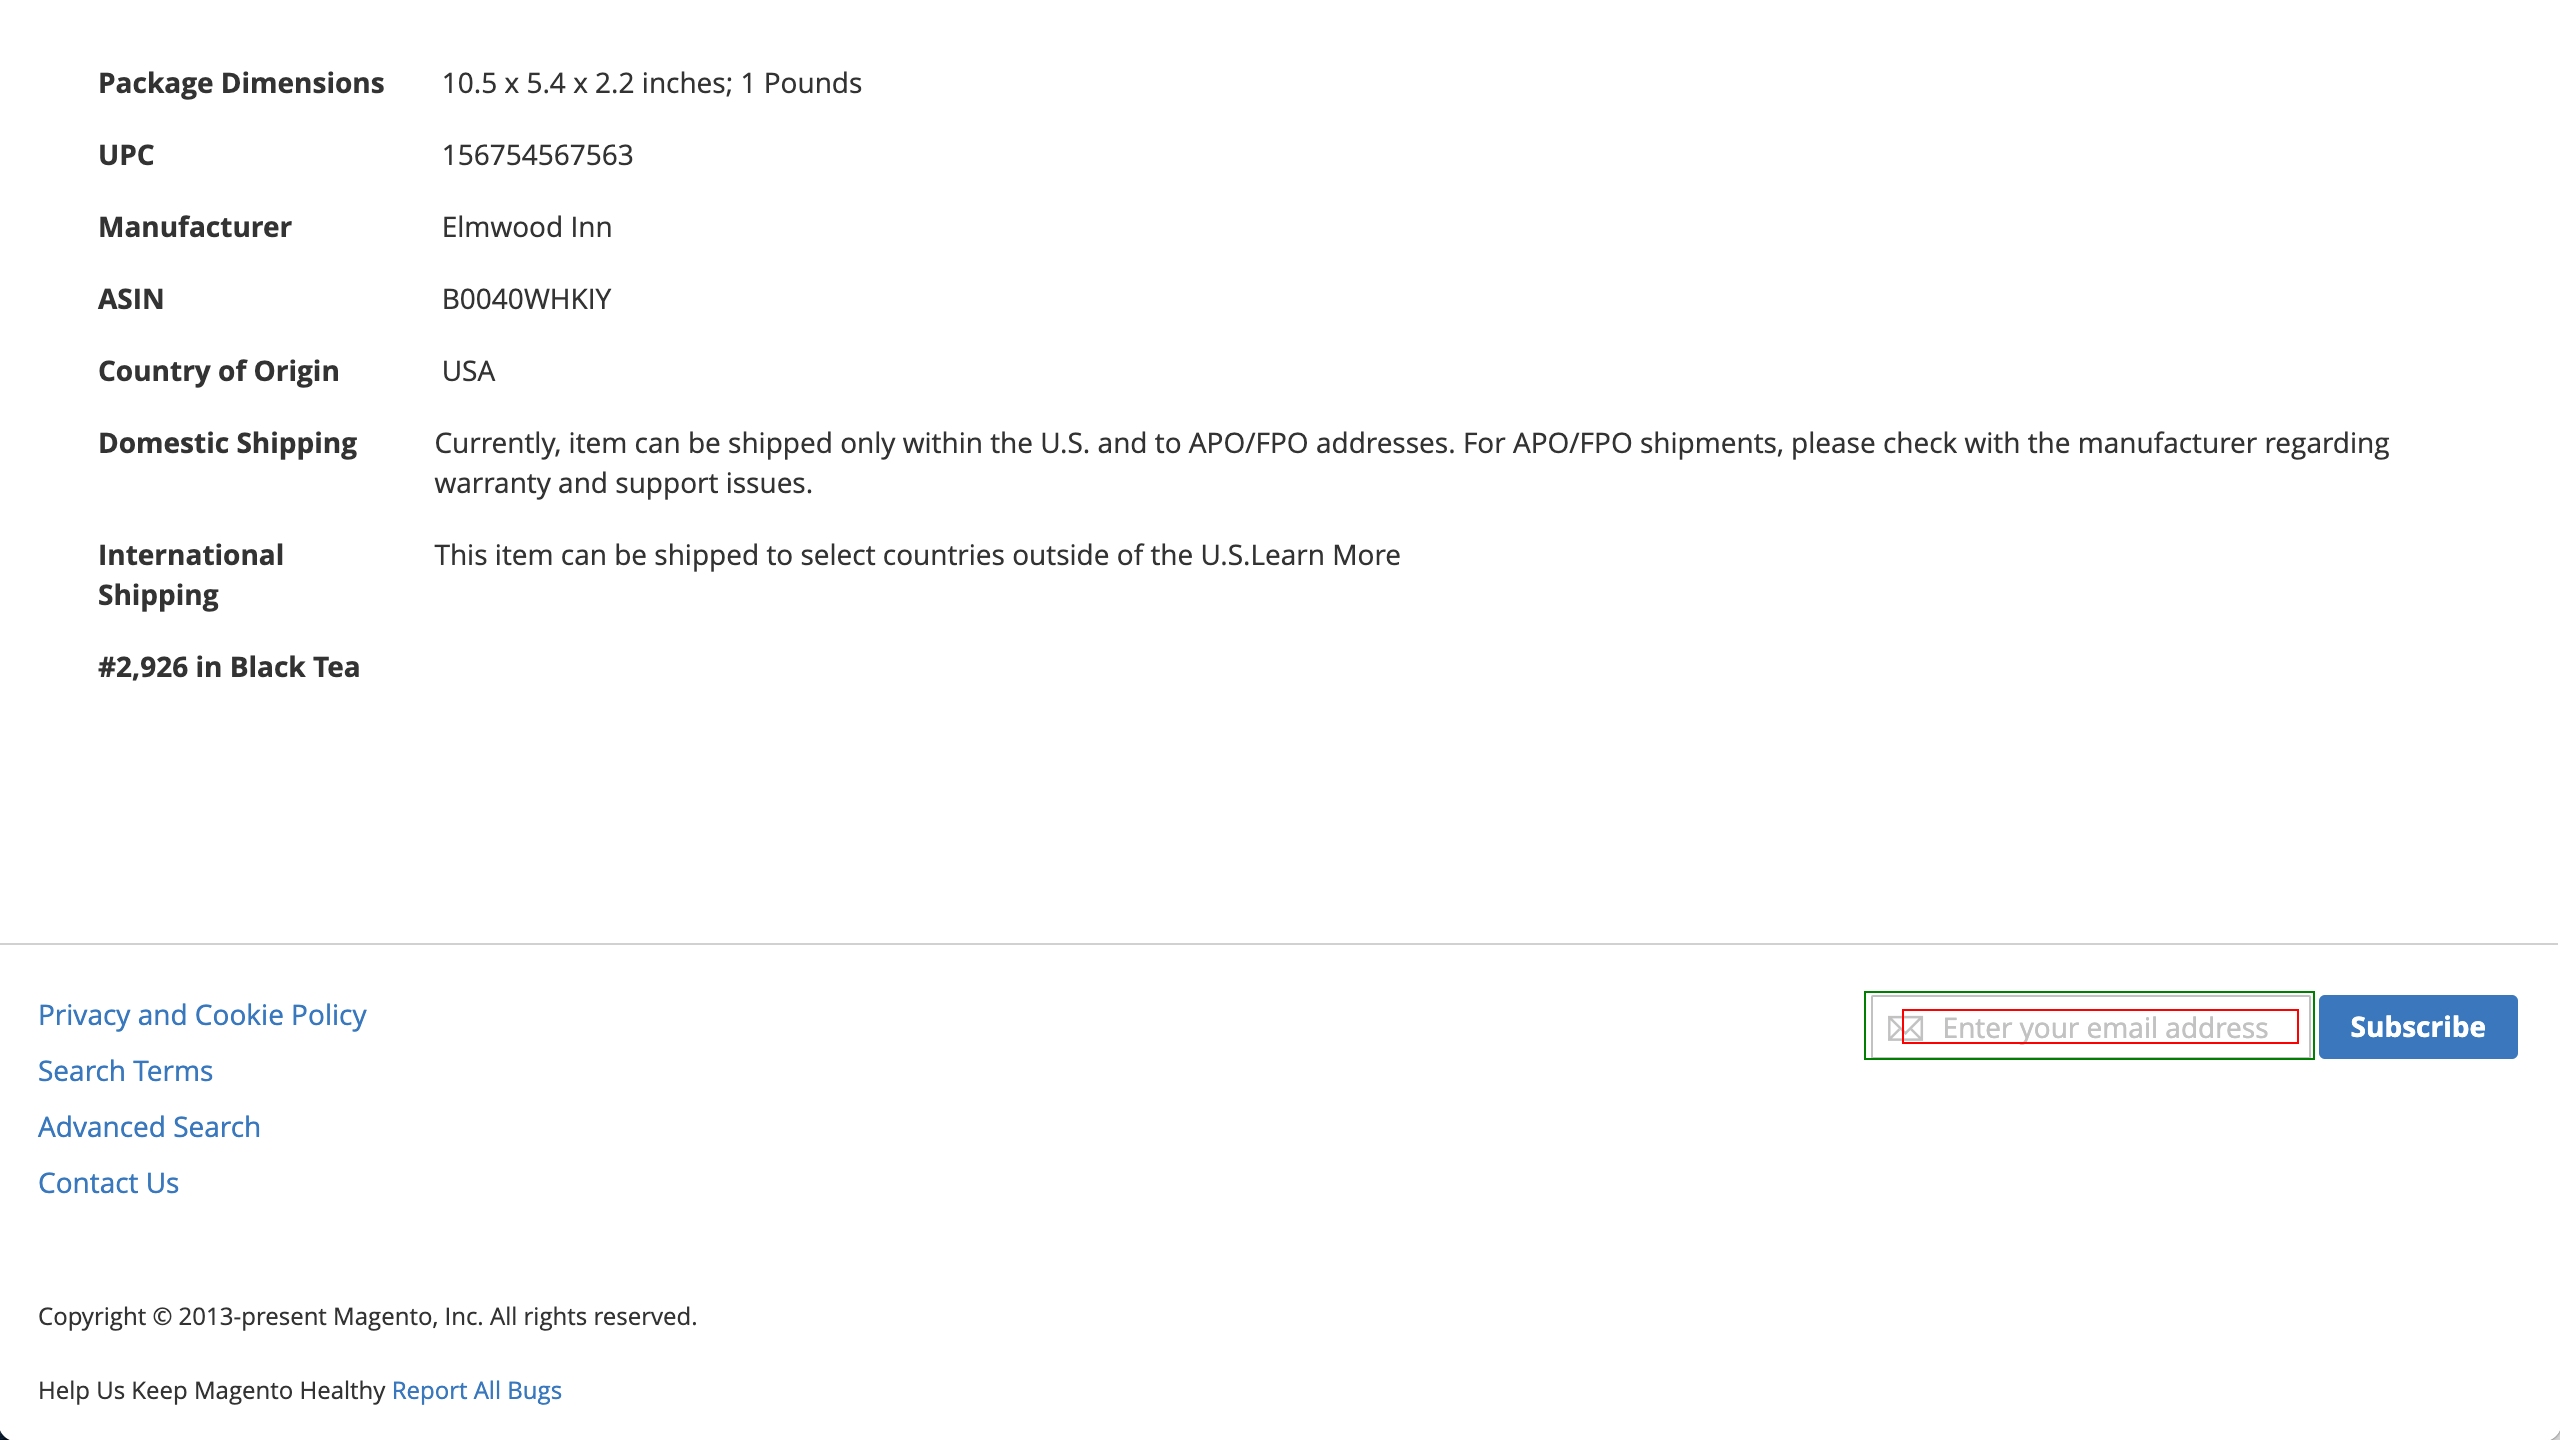 Package Dimensions 10.5 x 5.4 x 2.2 inches; 1 Pounds
UPC 156754567563
Manufacturer Elmwood Inn
ASIN B0040WHKIY
Country of Origin USA
Domestic Shipping Currently, item can be shipped only within the U.S. and to APO/FPO addresses. For APO/FPO shipments, please check with the manufacturer regarding
warranty and support issues.
International This item can be shipped to select countries outside of the U.S.Learn More
Shipping
#2,926 in Black Tea
Privacy and Cookie Policy
Search Terms
Advanced Search
Contact Us
Enter your email address Subscribe
Copyright © 2013-present Magento, Inc. All rights reserved.
Help Us Keep Magento Healthy Report All Bugs